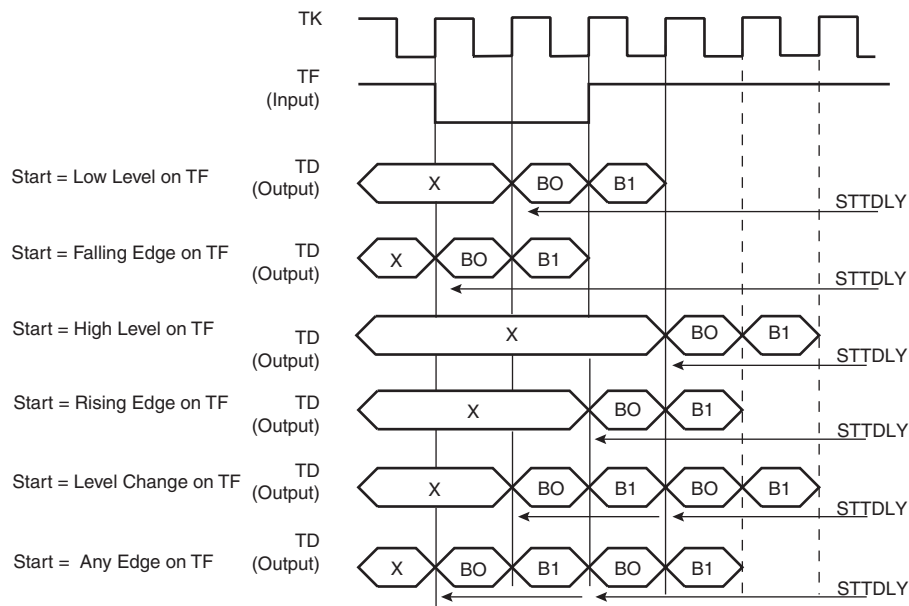 TK
TF
(Input)
Start = Low Level on TF
TD
(Output)
X
BO
B1
STTDLY
Start = Falling Edge on TF
TD
(Output)
X
BO
B1
STTDLY
Start = High Level on TF
TD
(Output)
X
BO
B1
STTDLY
Start = Rising Edge on TF
TD
(Output)
X
BO
B1
STTDLY
Start = Level Change on TF
TD
(Output)
X
BO
B1
BO
B1
STTDLY
Start = Any Edge on TF
TD
(Output)
X
BO
B1
BO
B1
STTDLY